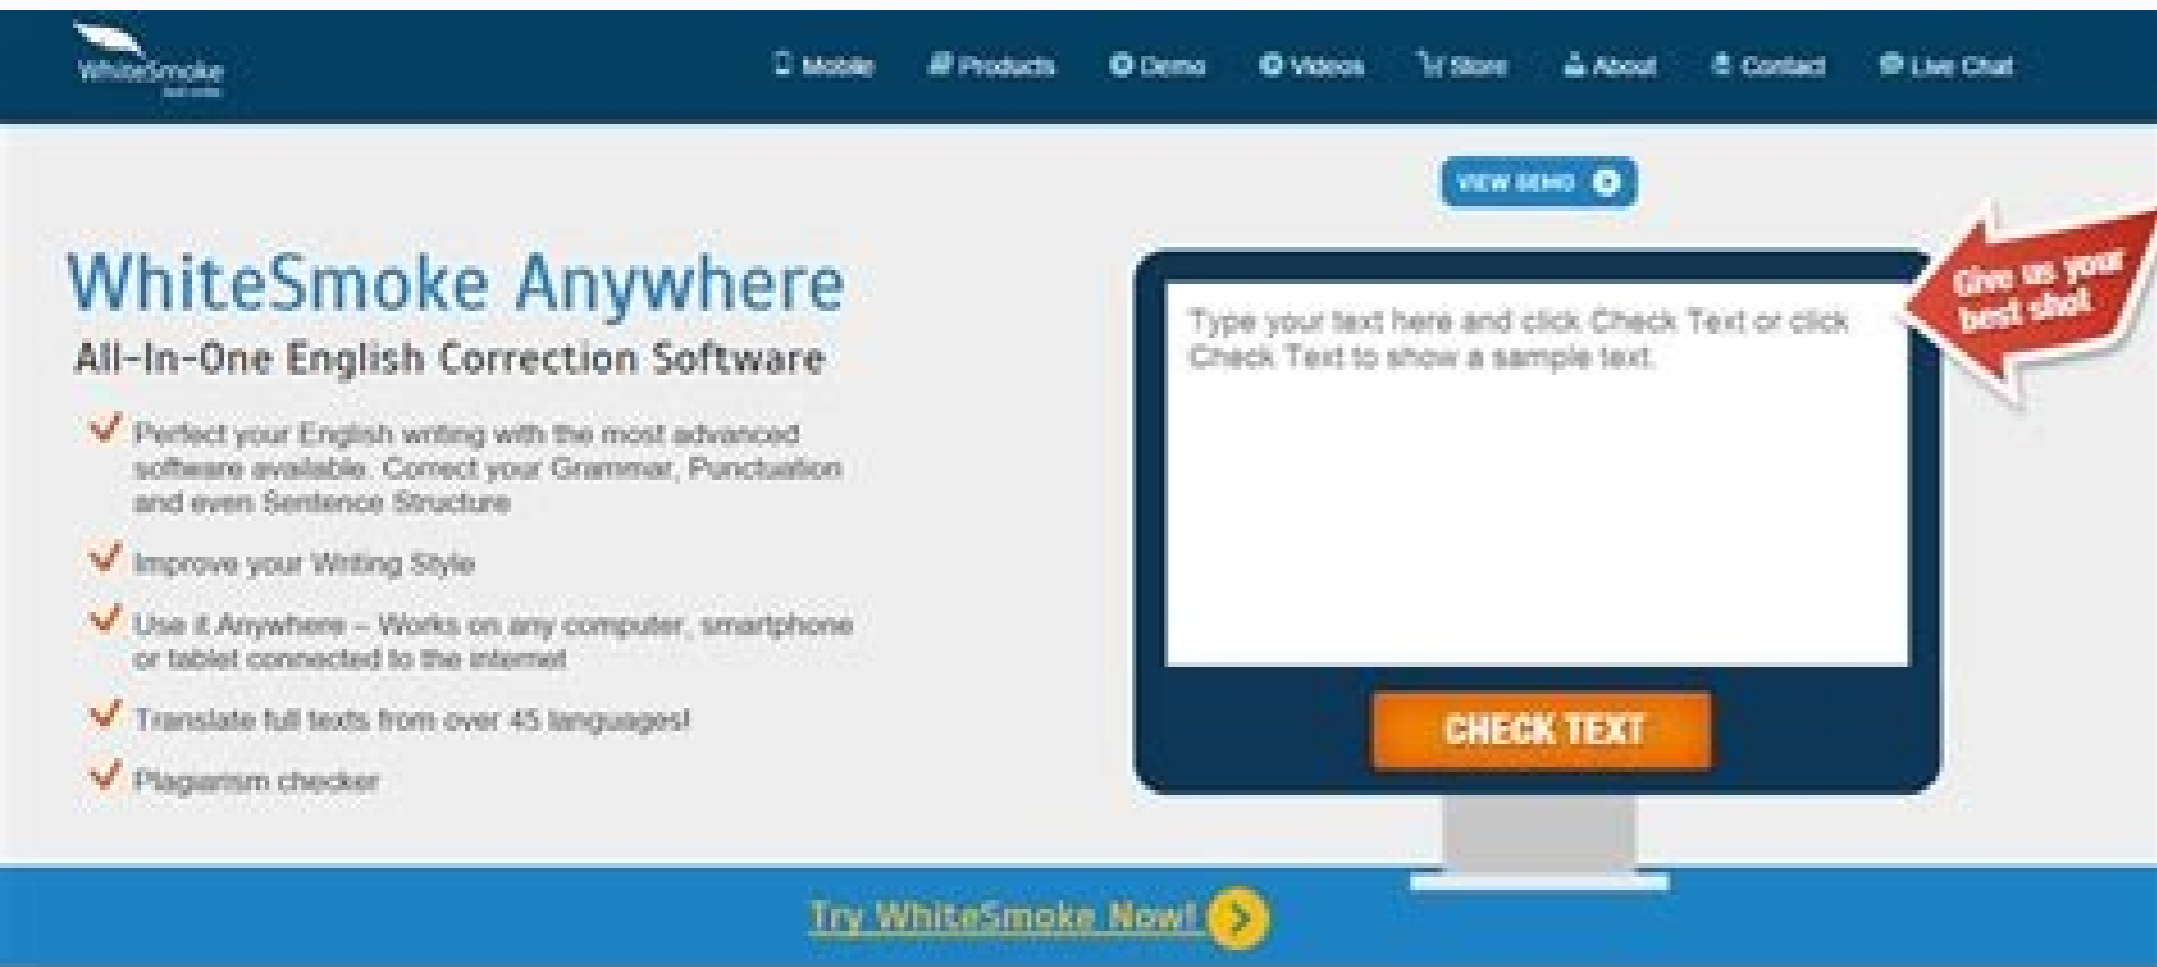 WhiteSmoke
Mobile Products Demo Videos Store About Contact Live Chat
VIEW DEMO
WhiteSmoke Anywhere
All-In-One English Correction Software
Perfect your English writing with the most advanced
software available. Correct your Grammar, Punctuation
and even Sentence Structure
Improve your Writing Style
Use it Anywhere – Works on any computer, smartphone
or tablet connected to the internet
Translate full texts from over 45 languages!
Plagiarism checker
Give us your
best shot
Type your text here and click Check Text or click
Check Text to show a sample text.
CHECK TEXT
Try WhiteSmoke Now!